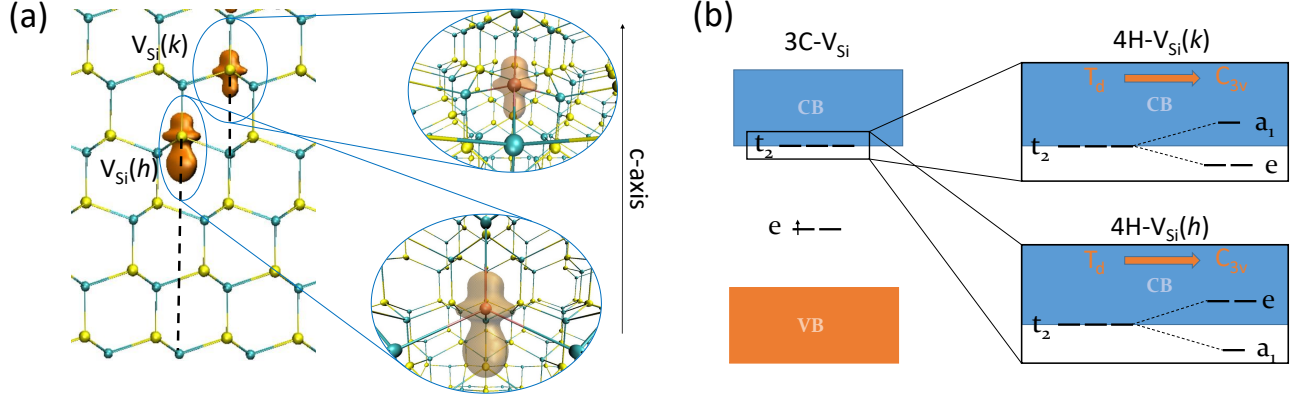 (a)
V_Si(k)
V_Si(h)
c-axis
(b)
3C-V_Si
CB
t₂
e
VB
4H-V_Si(k)
T_d C_3v
CB
a₁
t₂
e
4H-V_Si(h)
T_d C_3v
CB
e
t₂
a₁